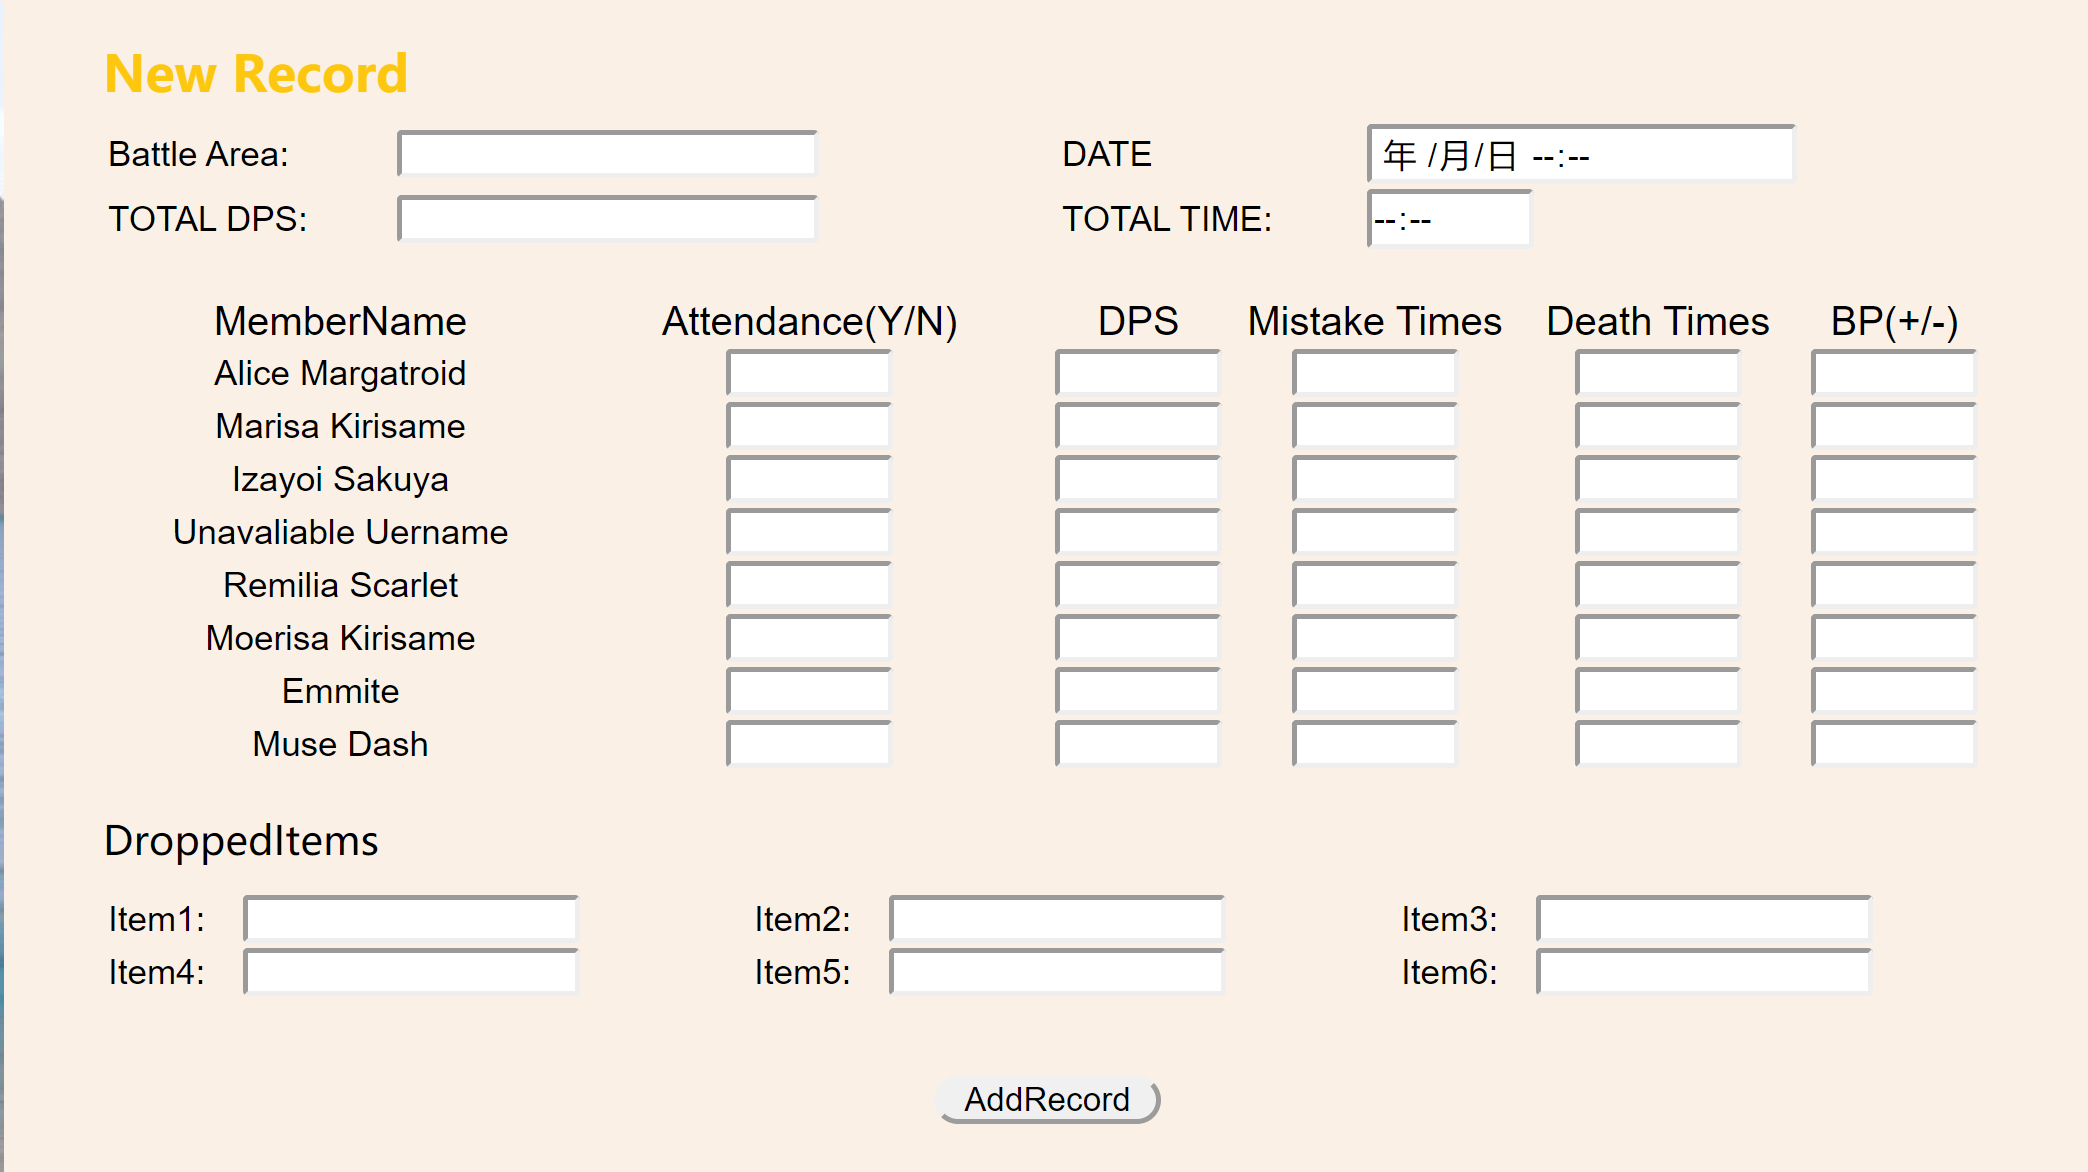 New Record
Battle Area: DATE 年 /月/日 --:--
TOTAL DPS: TOTAL TIME: --:--
MemberName Attendance(Y/N) DPS Mistake Times Death Times BP(+/-)
Alice Margatroid
Marisa Kirisame
Izayoi Sakuya
Unavaliable Uername
Remilia Scarlet
Moerisa Kirisame
Emmite
Muse Dash
DroppedItems
Item1: Item2: Item3:
Item4: Item5: Item6:
AddRecord